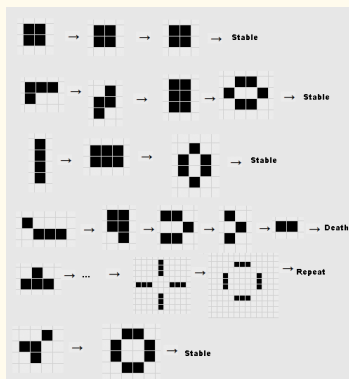 → → → Stable
→ → → → Stable
→ → → Stable
→ → → → → Death
→ ... → → → Repeat
→ → Stable